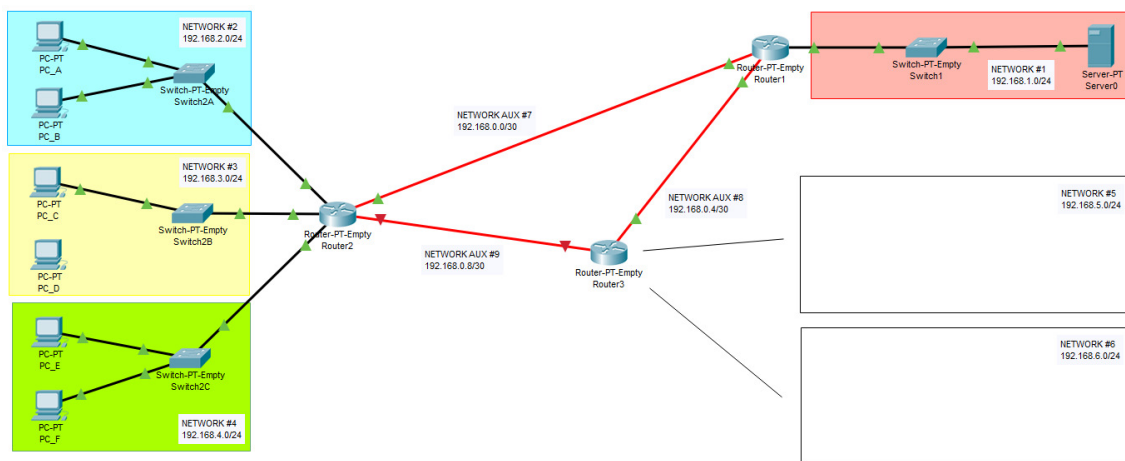 NETWORK #2
192.168.2.0/24
PC-PT
PC_A
Switch-PT-Empty
Switch2A
PC-PT
PC_B
NETWORK #3
192.168.3.0/24
PC-PT
PC_C
Switch-PT-Empty
Switch2B
PC-PT
PC_D
PC-PT
PC_E
Switch-PT-Empty
Switch2C
PC-PT
PC_F
NETWORK #4
192.168.4.0/24
Router-PT-Empty
Router2
NETWORK AUX #7
192.168.0.0/30
NETWORK AUX #9
192.168.0.8/30
NETWORK AUX #8
192.168.0.4/30
Router-PT-Empty
Router3
Router-PT-Empty
Router1
Switch-PT-Empty
Switch1
NETWORK #1
192.168.1.0/24
Server-PT
Server0
NETWORK #5
192.168.5.0/24
NETWORK #6
192.168.6.0/24